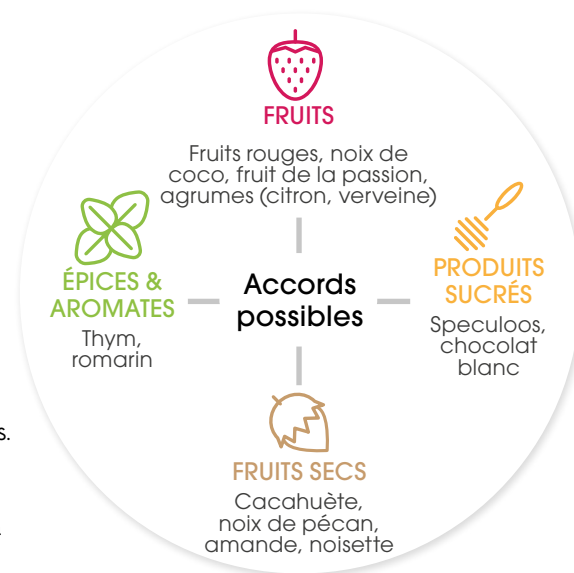 FRUITS
Fruits rouges, noix de
coco, fruit de la passion,
agrumes (citron, verveine)
ÉPICES &
AROMATES
Thym,
romarin
Accords
possibles
PRODUITS
SUCRÉS
Speculoos,
chocolat
blanc
s.
FRUITS SECS
Cacahuète,
noix de pécan,
amande, noisette